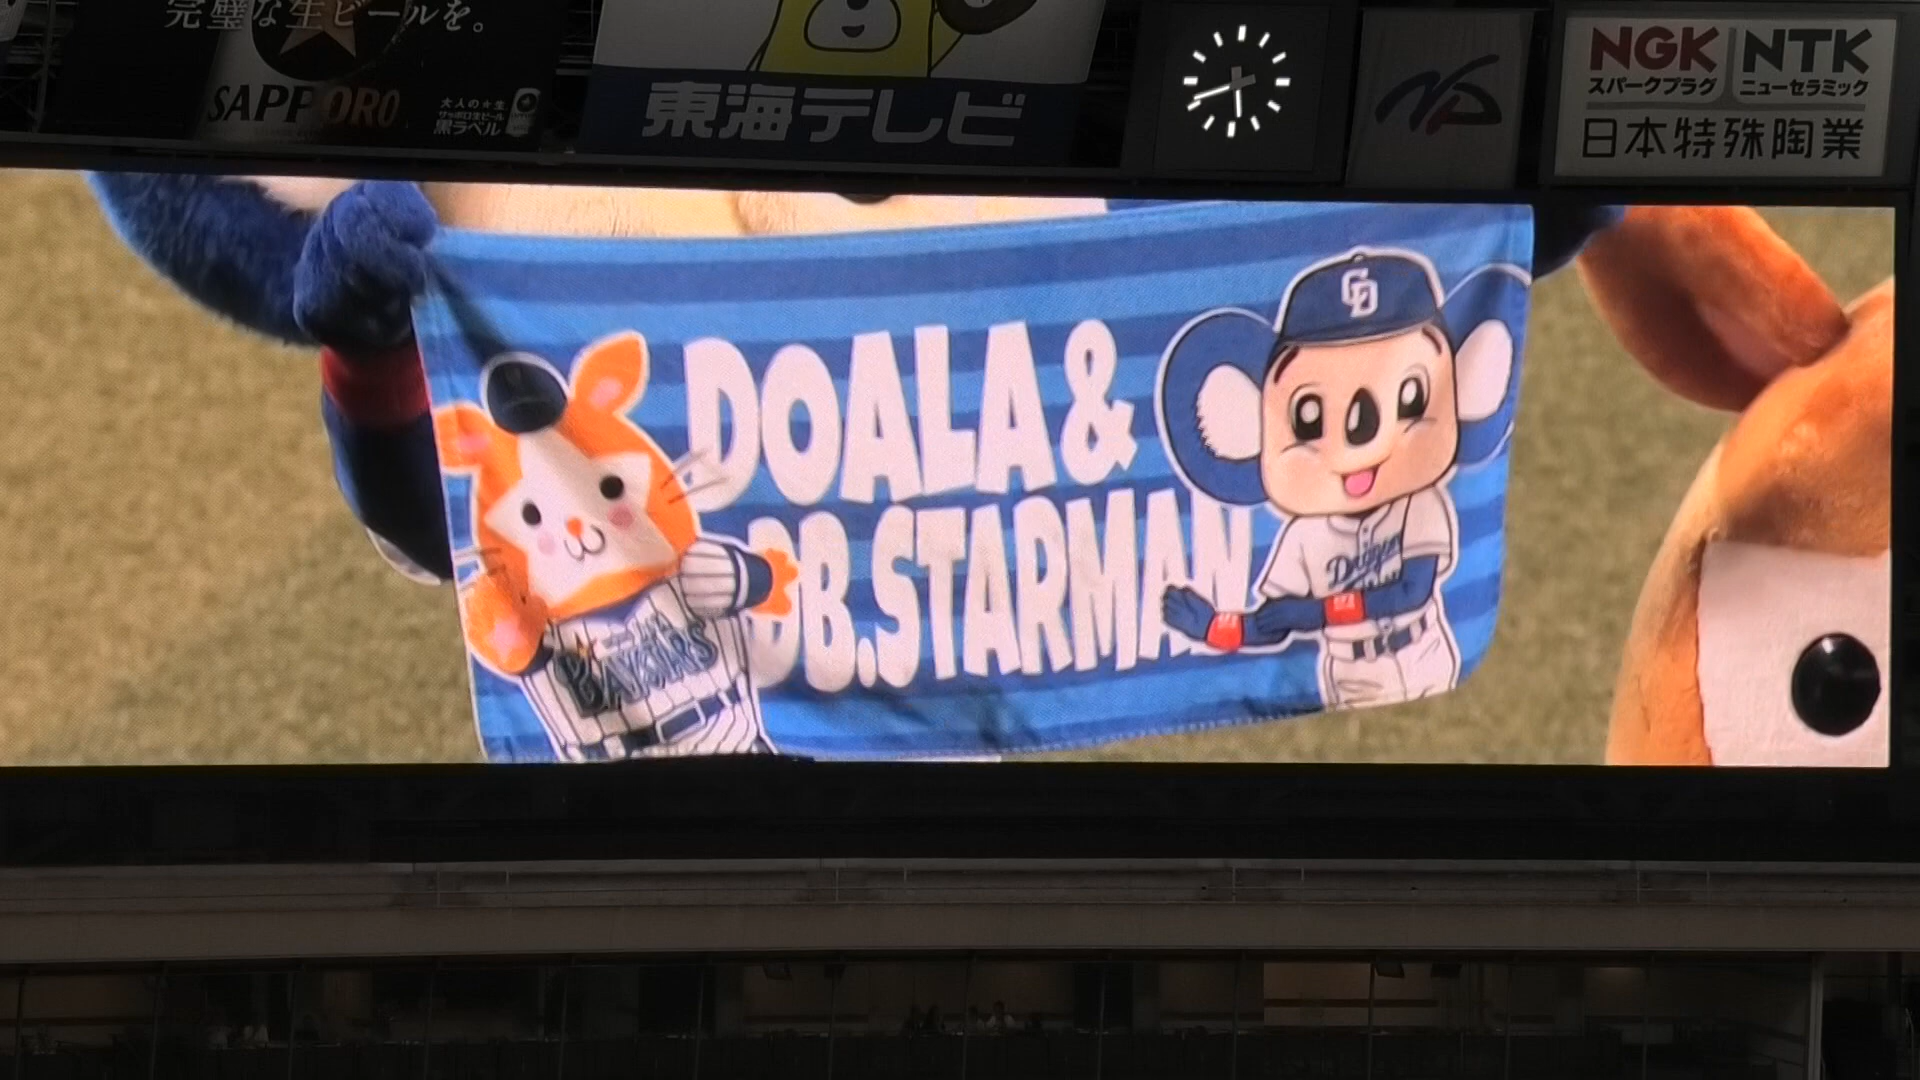 完璧な生ビールを。
SAPPORO
大人の★生
サッポロ生ビール
黒ラベル
東海テレビ
NGK
スパークプラグ
NTK
ニューセラミック
日本特殊陶業
DOALA &
DB.STARMAN
CD
Dragons
BAYSTARS